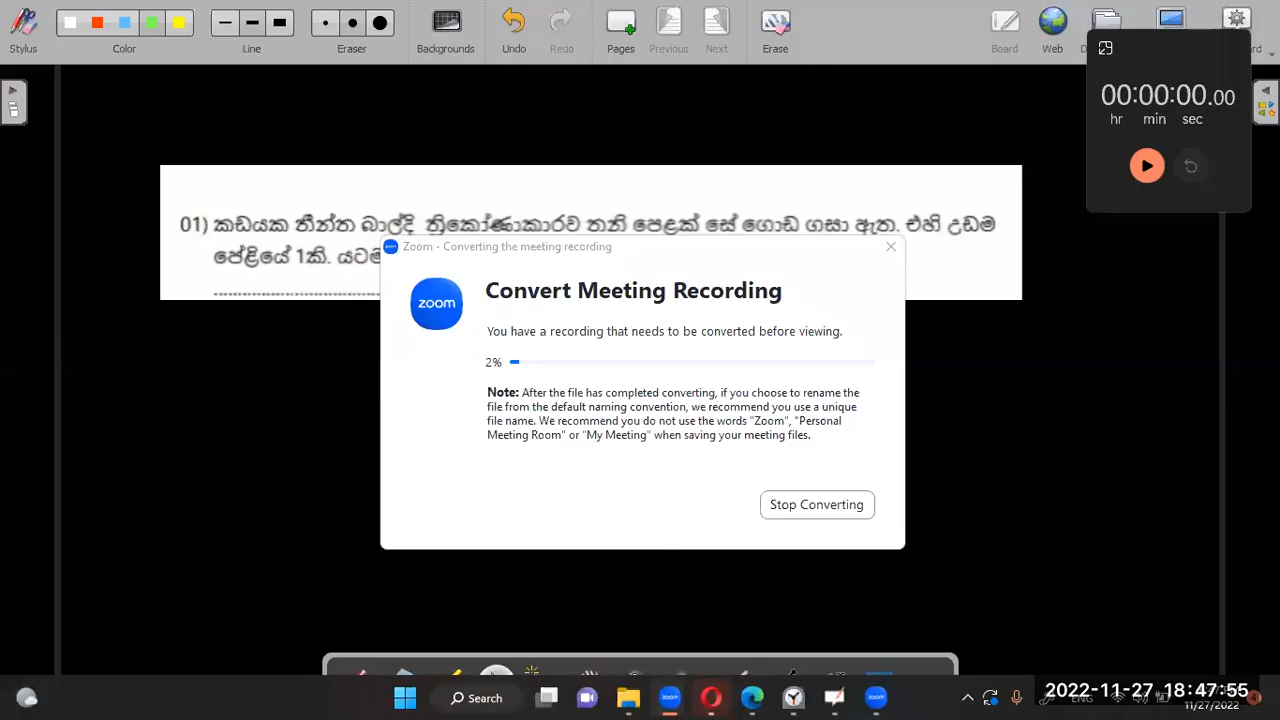 Stylus
Color
Line
Eraser
Backgrounds
Undo
Redo
Pages
Previous
Next
Erase
Board
Web
00:00:00.00
hr min sec
01) කඩයක තීන්ත බාල්දි ත්‍රිකෝණාකාරව තනි පෙළක් සේ ගොඩ ගසා ඇත. එහි උඩම
පේළියේ 1කි. යටම
Zoom - Converting the meeting recording
zoom
Convert Meeting Recording
You have a recording that needs to be converted before viewing.
2%
Note: After the file has completed converting, if you choose to rename the
file from the default naming convention, we recommend you use a unique
file name. We recommend you do not use the words "Zoom", "Personal
Meeting Room" or "My Meeting" when saving your meeting files.
Stop Converting
Search
zoom
zoom
ENG
2022-11-27 18:47:55
11/27/2022
4